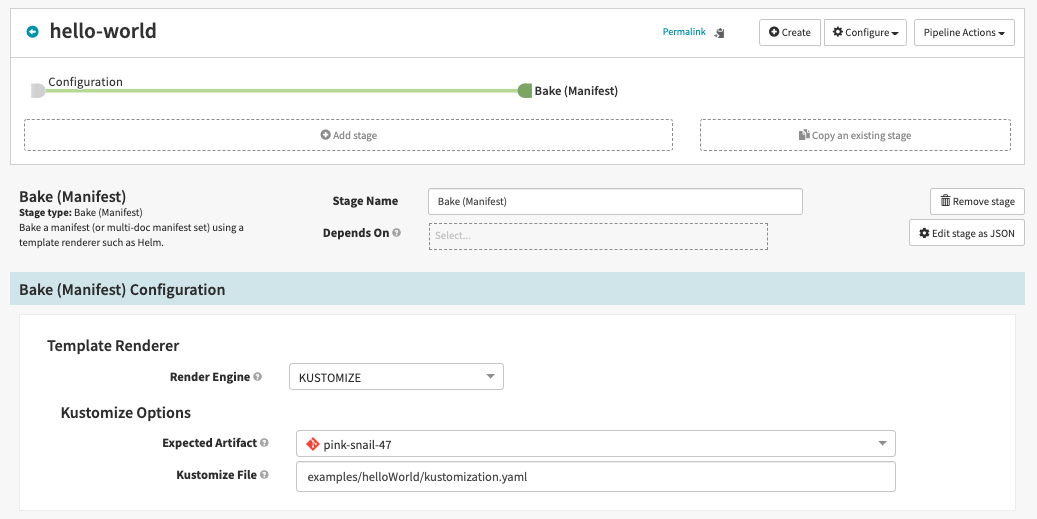 hello-world
Permalink
Create
Configure
Pipeline Actions
Configuration
Bake (Manifest)
Add stage
Copy an existing stage
Bake (Manifest)
Stage type: Bake (Manifest)
Bake a manifest (or multi-doc manifest set) using a
template renderer such as Helm.
Stage Name
Bake (Manifest)
Remove stage
Depends On
Select...
Edit stage as JSON
Bake (Manifest) Configuration
Template Renderer
Render Engine
KUSTOMIZE
Kustomize Options
Expected Artifact
pink-snail-47
Kustomize File
examples/helloWorld/kustomization.yaml